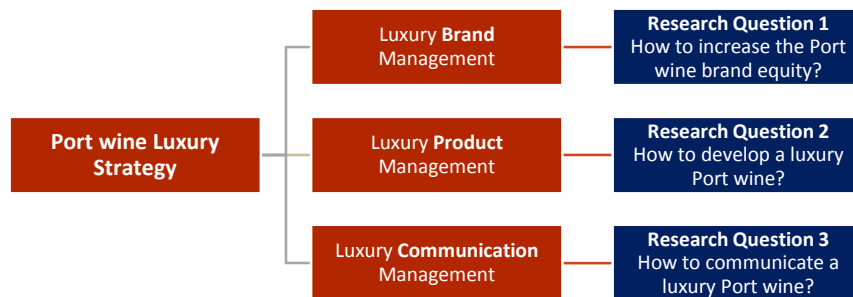 Port wine Luxury
Strategy
Luxury Brand
Management
Research Question 1
How to increase the Port
wine brand equity?
Luxury Product
Management
Research Question 2
How to develop a luxury
Port wine?
Luxury Communication
Management
Research Question 3
How to communicate a
luxury Port wine?